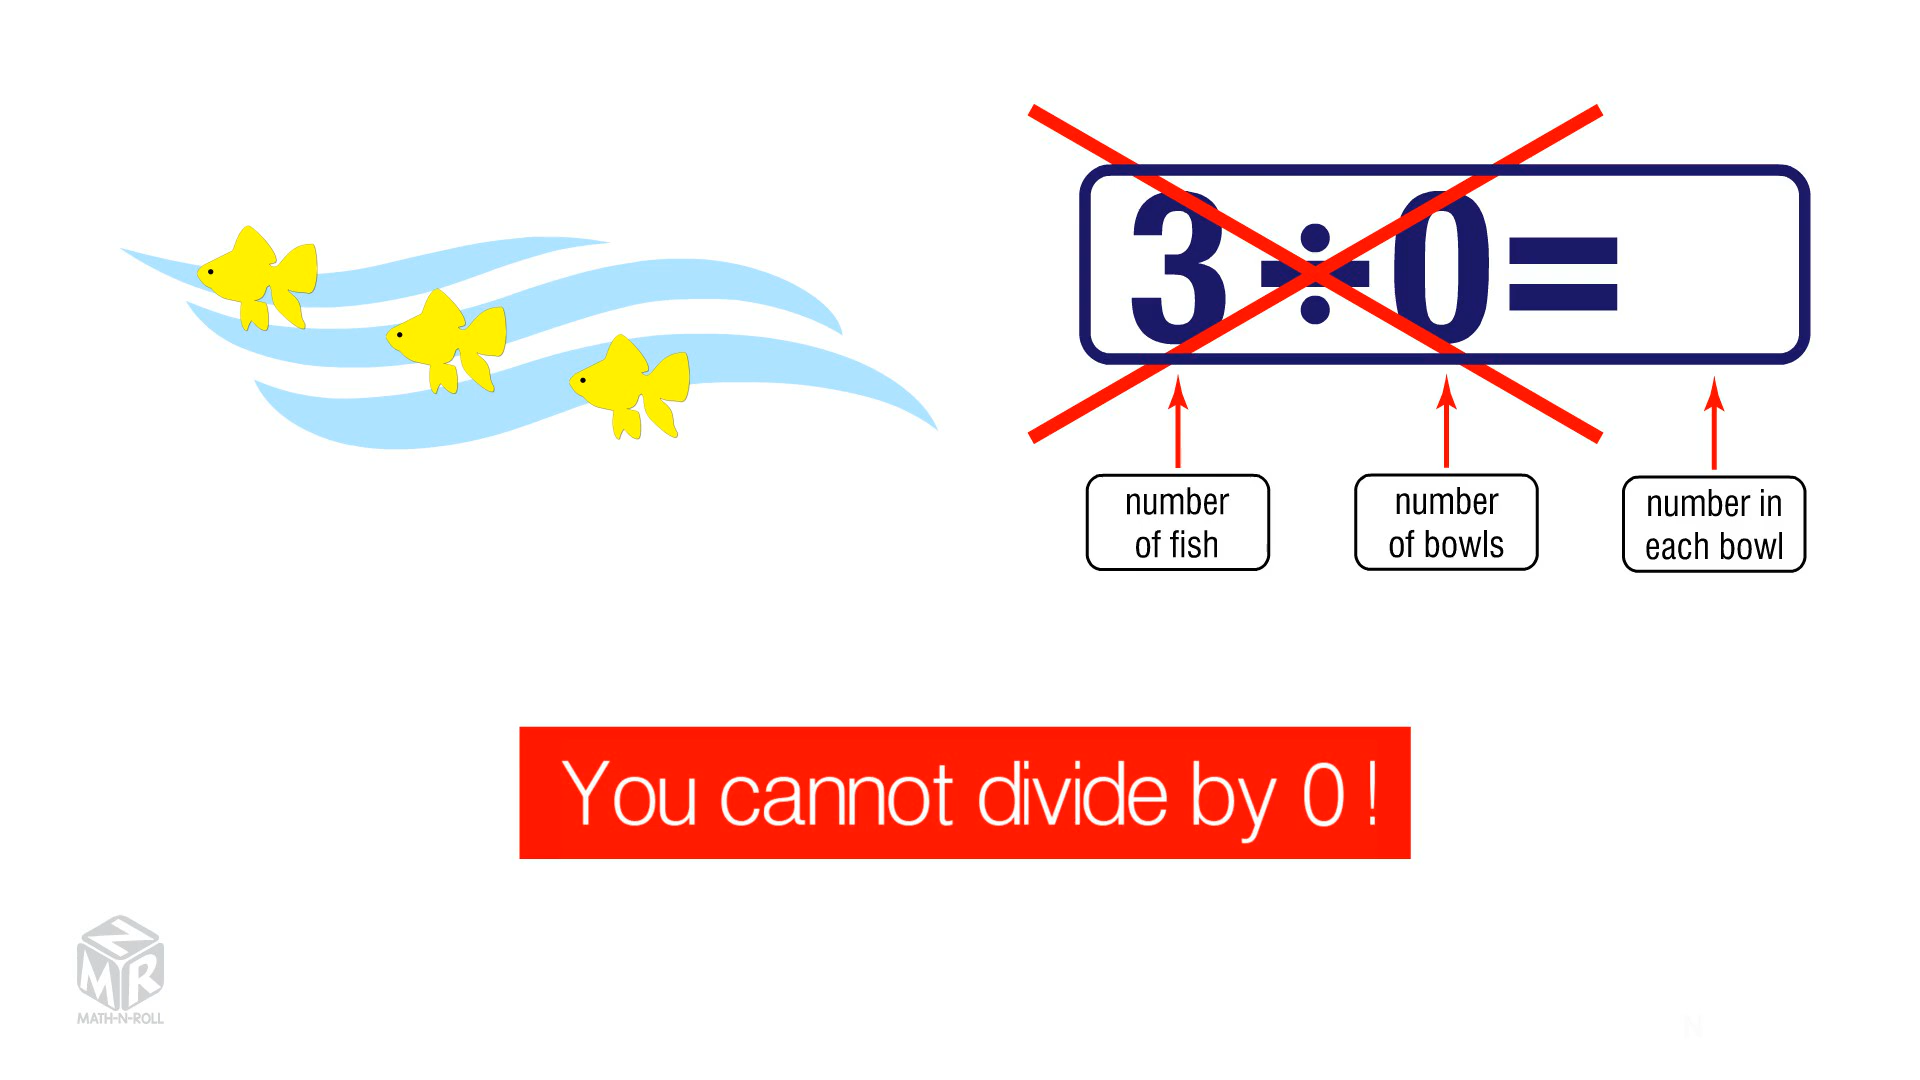 3÷0=
number
of fish
number
of bowls
number in
each bowl
You cannot divide by 0 !
MNR
MATH-N-ROLL